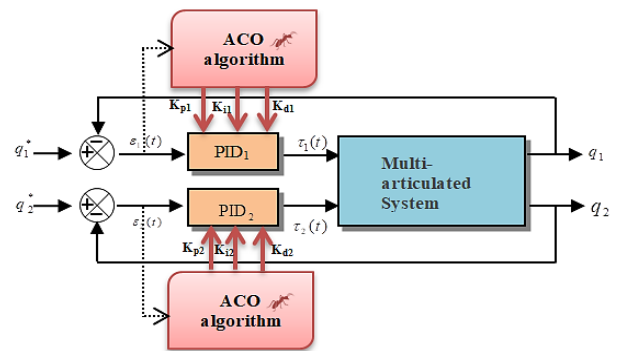 ACO
algorithm
Kp1 Ki1 Kd1
q1* ε1(t) PID1 τ1(t) q1
Multi-
articulated
System
q2* ε2(t) PID2 τ2(t) q2
Kp2 Ki2 Kd2
ACO
algorithm